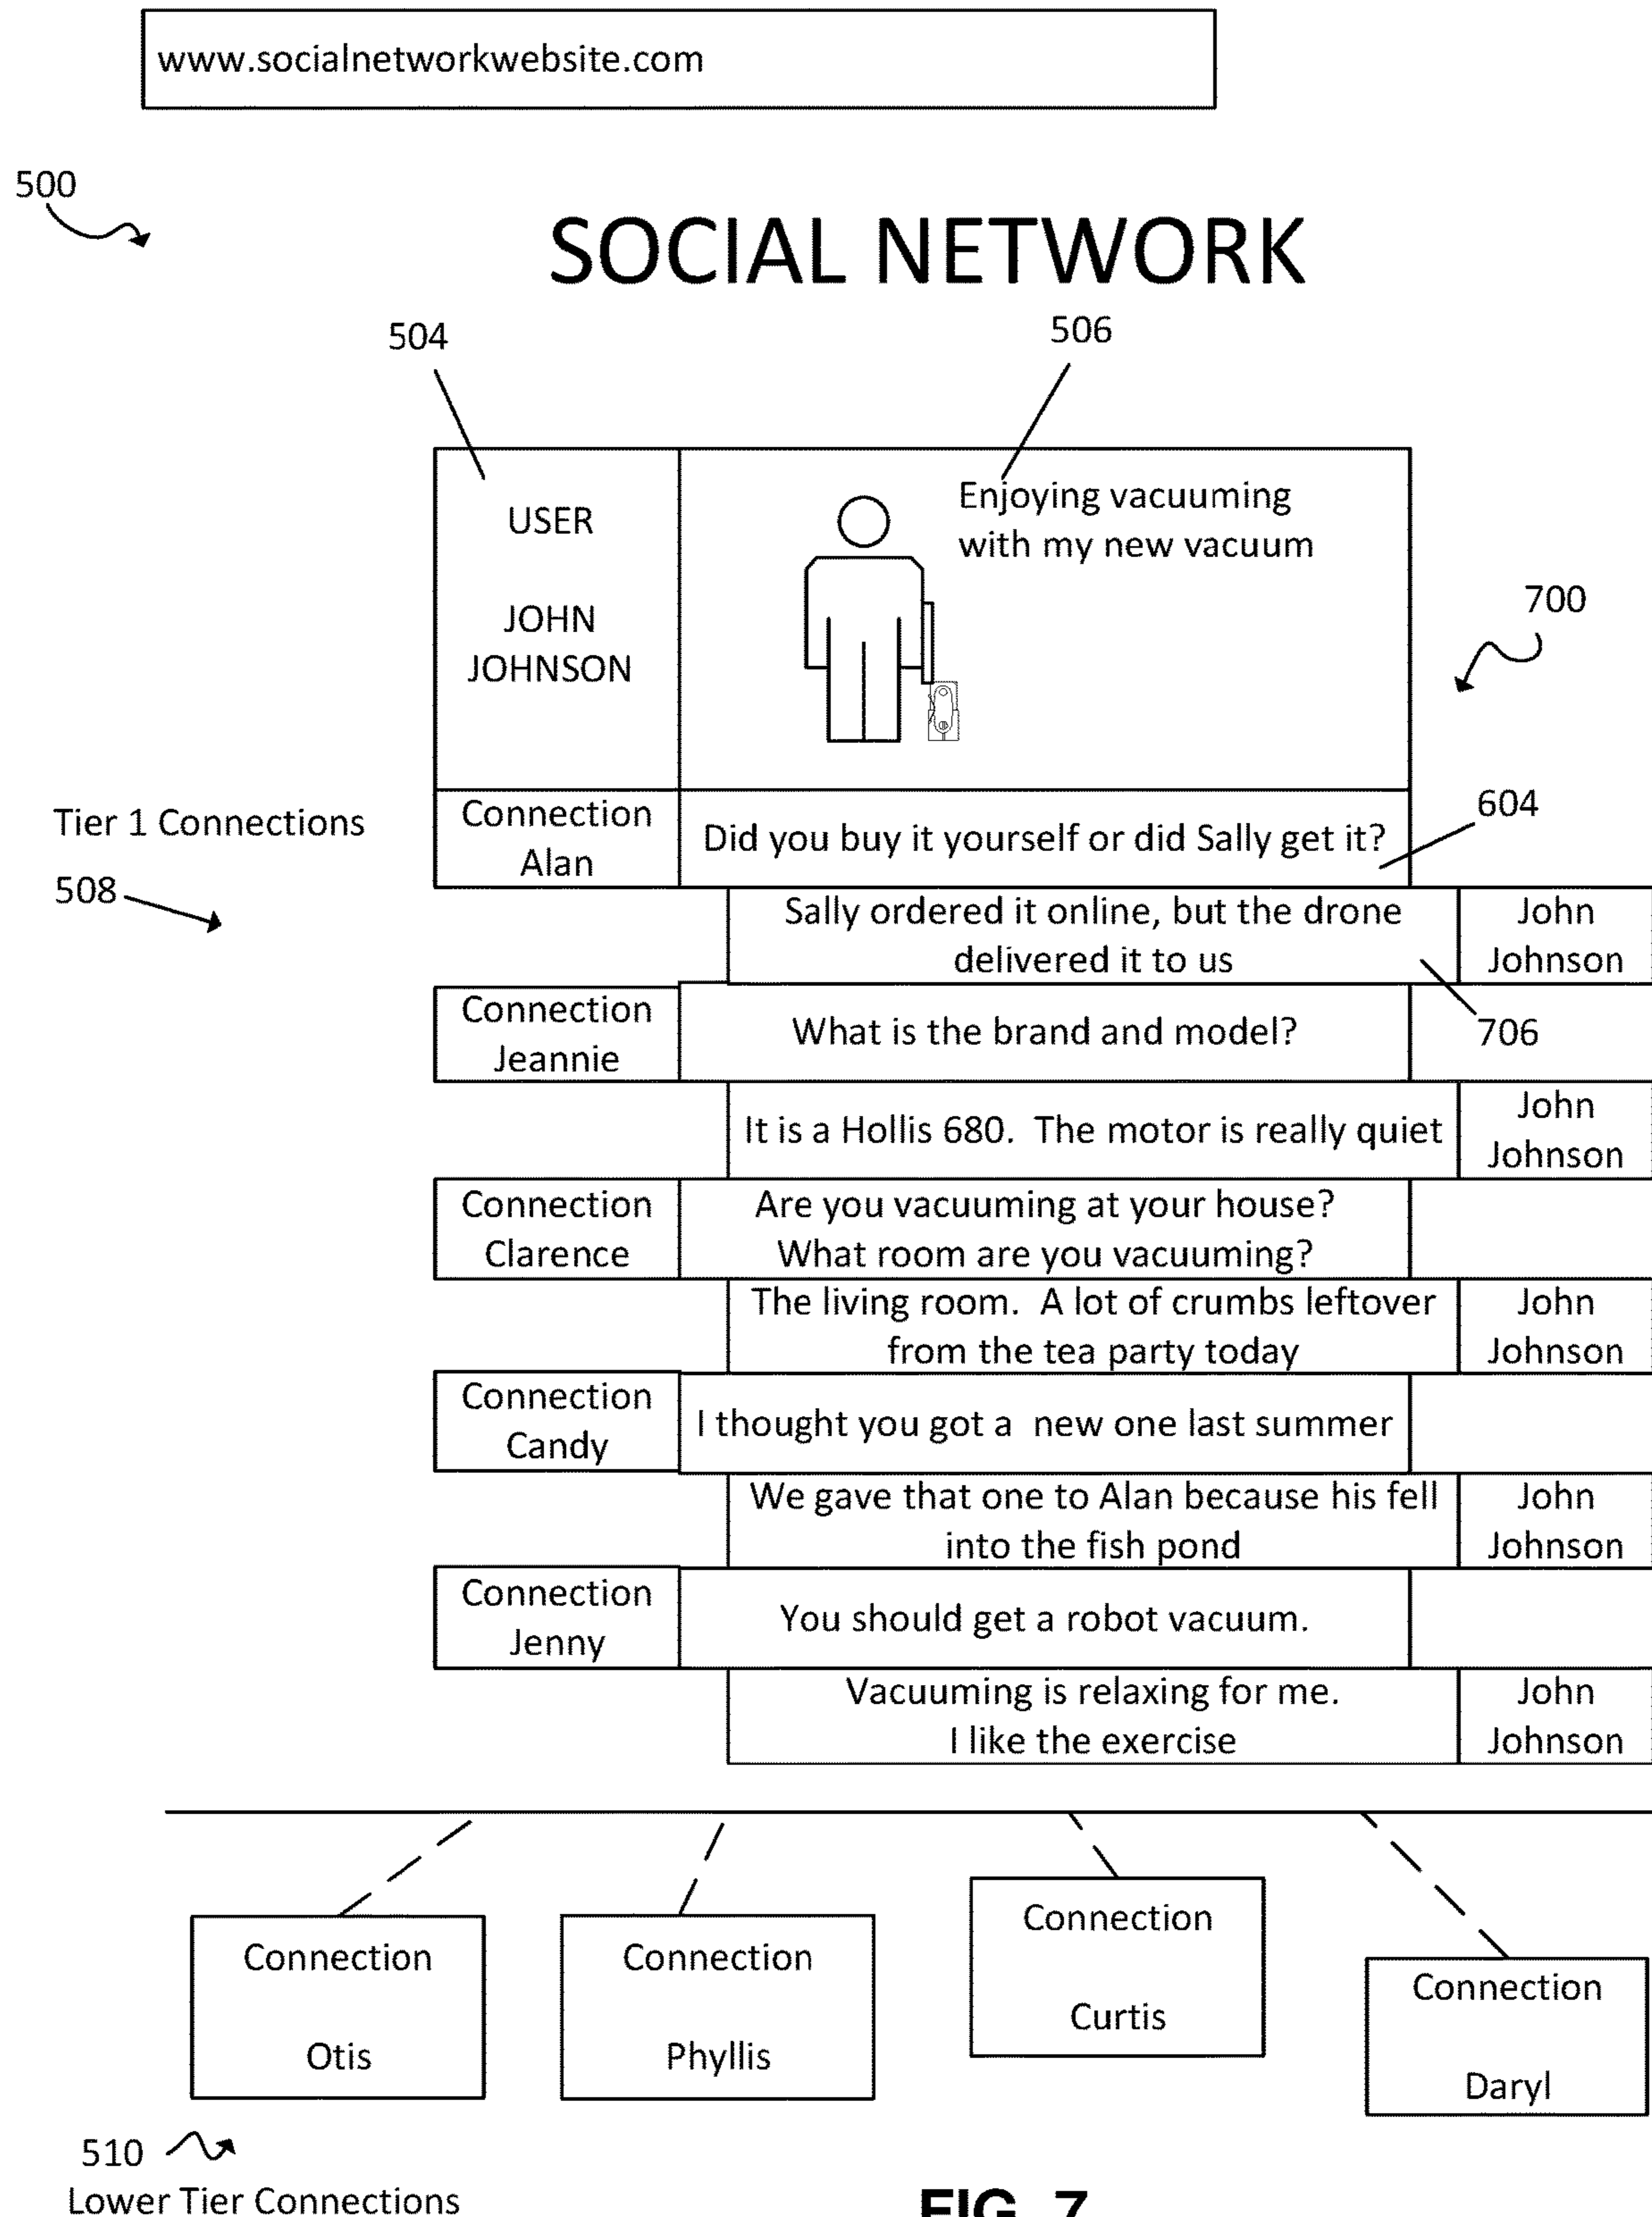 www.socialnetworkwebsite.com
500
SOCIAL NETWORK
504
506
USER
JOHN
JOHNSON
Enjoying vacuuming
with my new vacuum
700
Tier 1 Connections
508
Connection
Alan
Did you buy it yourself or did Sally get it?
604
Sally ordered it online, but the drone
delivered it to us
John
Johnson
706
Connection
Jeannie
What is the brand and model?
It is a Hollis 680.  The motor is really quiet
John
Johnson
Connection
Clarence
Are you vacuuming at your house?
What room are you vacuuming?
The living room.  A lot of crumbs leftover
from the tea party today
John
Johnson
Connection
Candy
I thought you got a  new one last summer
We gave that one to Alan because his fell
into the fish pond
John
Johnson
Connection
Jenny
You should get a robot vacuum.
Vacuuming is relaxing for me.
I like the exercise
John
Johnson
Connection
Otis
Connection
Phyllis
Connection
Curtis
Connection
Daryl
510
Lower Tier Connections
FIG. 7